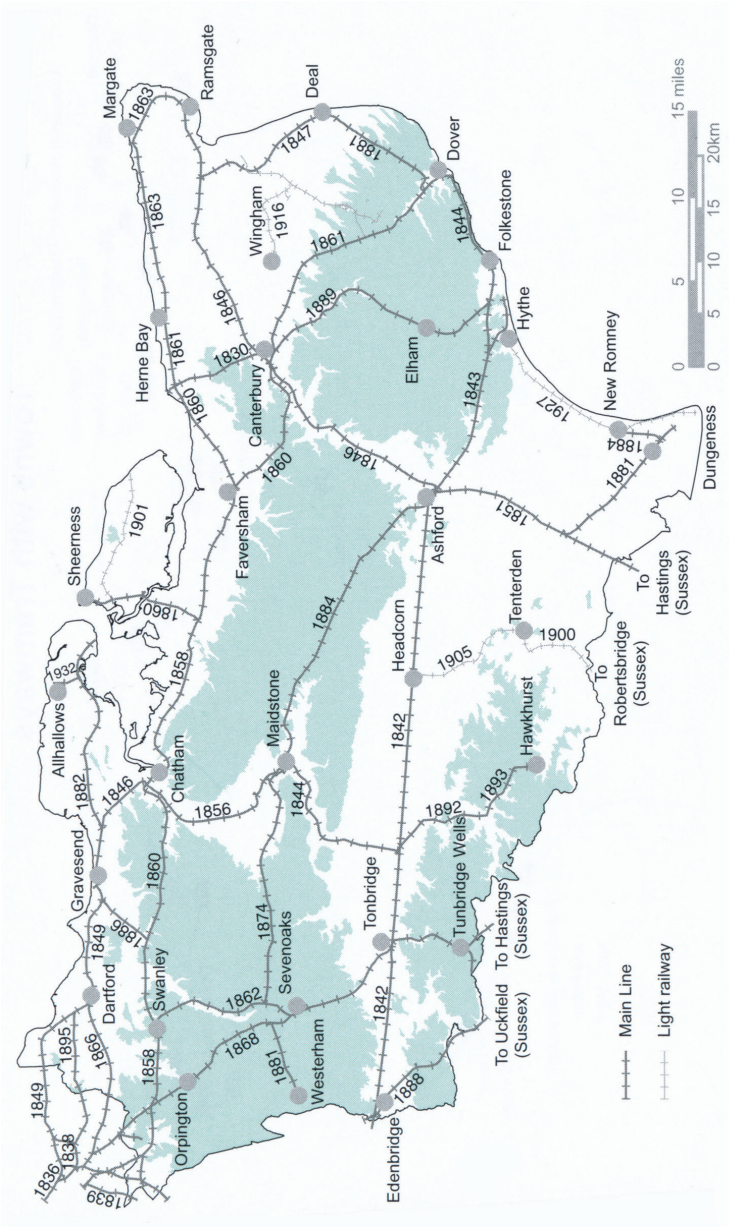 Margate
1863
Ramsgate
Deal
1847
1881
Dover
1863
Wingham
1916
1861
1844
Folkestone
Herne Bay
1861
1846
1889
1830
Elham
Hythe
1860
Canterbury
1843
New Romney
1927
1884
1860
1846
1881
Dungeness
Faversham
Ashford
1851
To
Hastings
(Sussex)
Sheerness
1901
1860
1858
1884
Headcorn
Tenterden
1905
1900
To
Robertsbridge
(Sussex)
Allhallows
1932
Maidstone
1842
Hawkhurst
1882
1846
Chatham
1856
1844
1892
1893
Gravesend
1860
Tonbridge
Tunbridge Wells
1849
1886
1874
To Hastings
(Sussex)
Dartford
Swanley
1862
Sevenoaks
1842
To Uckfield
(Sussex)
1895
1866
1849
1858
1868
1881
Westerham
Orpington
1888
Edenbridge
1836
1838
1839
Main Line
Light railway
0 5 10 15 miles
0 5 10 15 20km